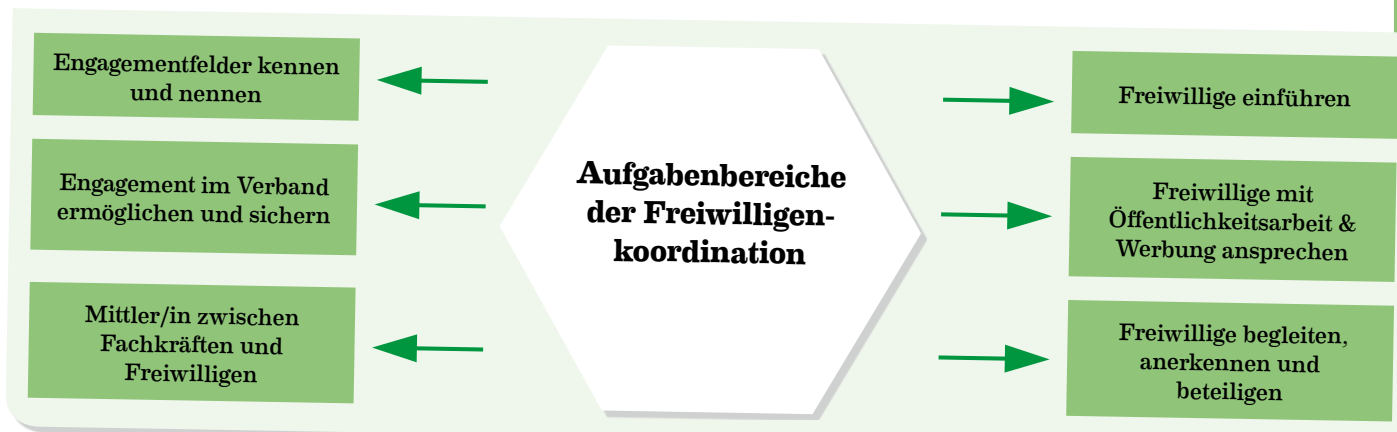 Engagementfelder kennen
und nennen
Engagement im Verband
ermöglichen und sichern
Mittler/in zwischen
Fachkräften und
Freiwilligen
Aufgabenbereiche
der Freiwilligen-
koordination
Freiwillige einführen
Freiwillige mit
Öffentlichkeitsarbeit &
Werbung ansprechen
Freiwillige begleiten,
anerkennen und
beteiligen